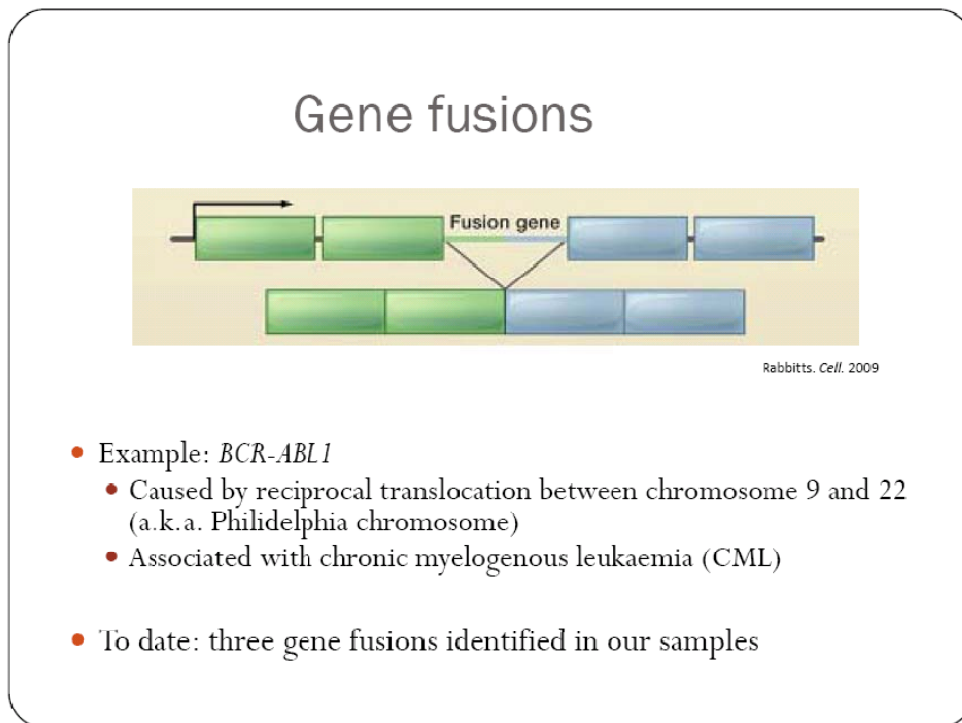 Gene fusions
Fusion gene
Rabbitts. Cell. 2009
• Example: BCR-ABL1
• Caused by reciprocal translocation between chromosome 9 and 22
(a.k.a. Philidelphia chromosome)
• Associated with chronic myelogenous leukaemia (CML)
• To date: three gene fusions identified in our samples